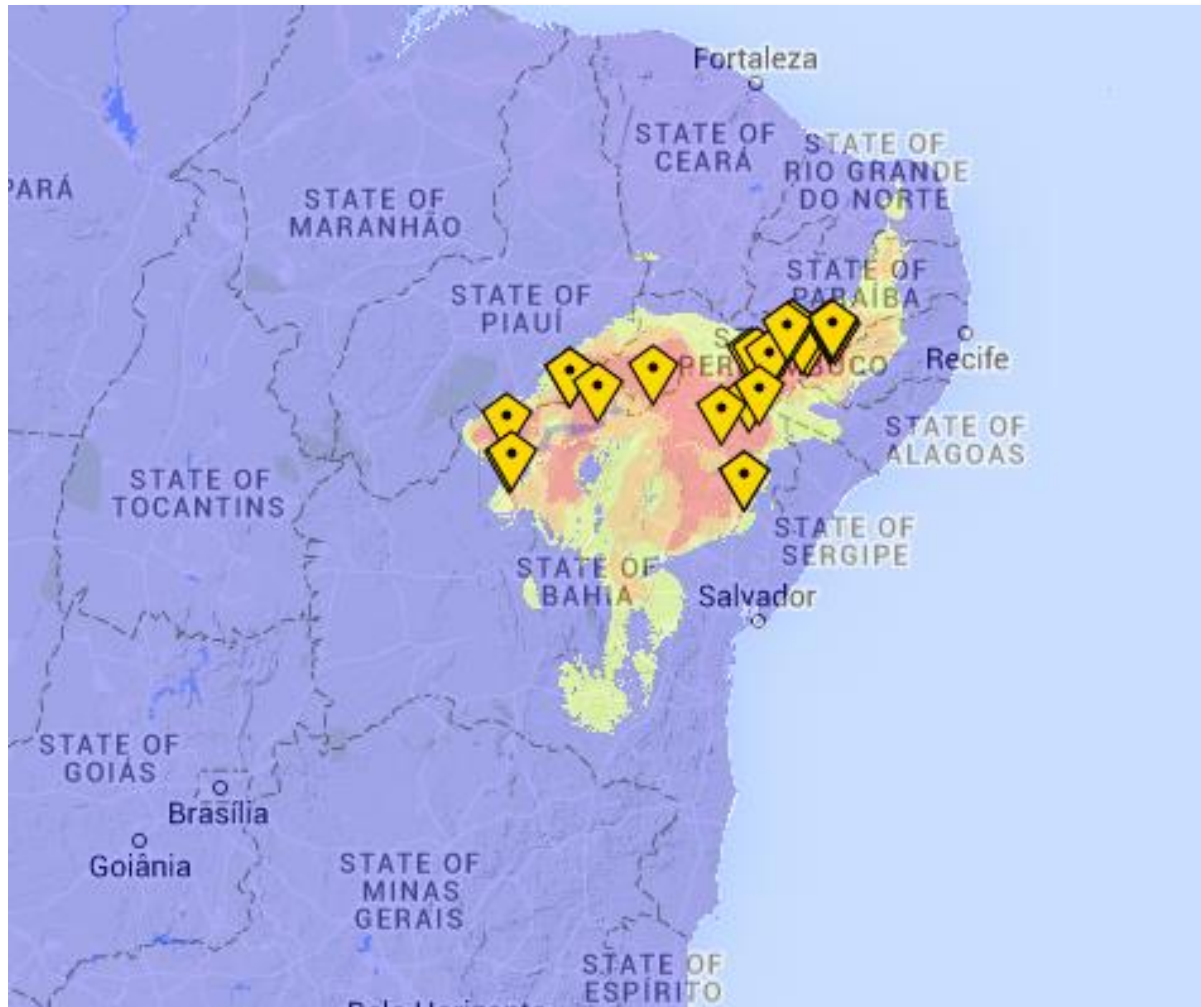 Fortaleza
STATE OF
CEARÁ
STATE OF
RIO GRANDE
DO NORTE
PARÁ
STATE OF
MARANHÃO
STATE OF
PARAÍBA
STATE OF
PIAUÍ
Recife
STATE OF
ALAGOAS
STATE OF
TOCANTINS
STATE OF
SERGIPE
STATE OF
BAHIA
Salvador
STATE OF
GOIÁS
Brasília
Goiânia
STATE OF
MINAS
GERAIS
STATE OF
ESPÍRITO